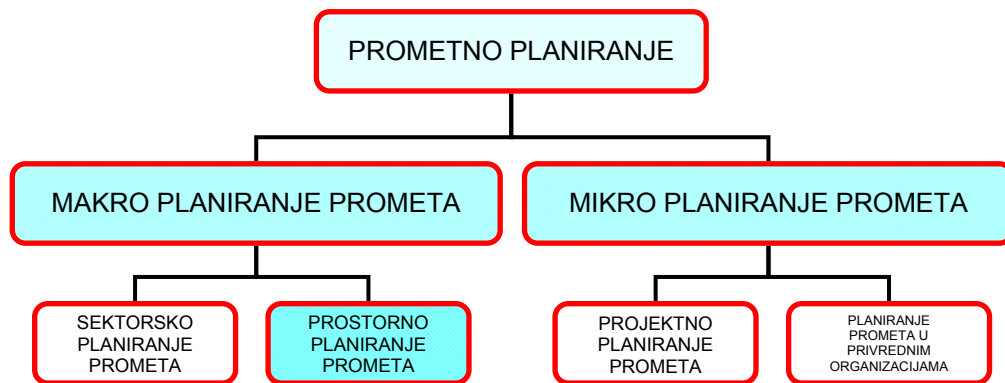 PROMETNO PLANIRANJE
MAKRO PLANIRANJE PROMETA
MIKRO PLANIRANJE PROMETA
SEKTORSKO
PLANIRANJE
PROMETA
PROSTORNO
PLANIRANJE
PROMETA
PROJEKTNO
PLANIRANJE
PROMETA
PLANIRANJE
PROMETA U
PRIVREDNIM
ORGANIZACIJAMA